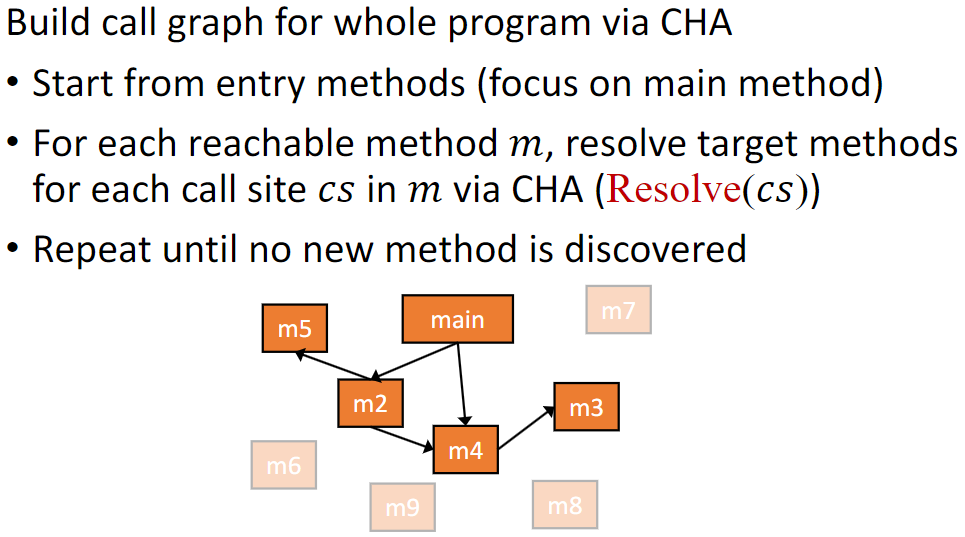 Build call graph for whole program via CHA
• Start from entry methods (focus on main method)
• For each reachable method m, resolve target methods
for each call site cs in m via CHA (Resolve(cs))
• Repeat until no new method is discovered
m5
main
m7
m2
m3
m4
m6
m9
m8